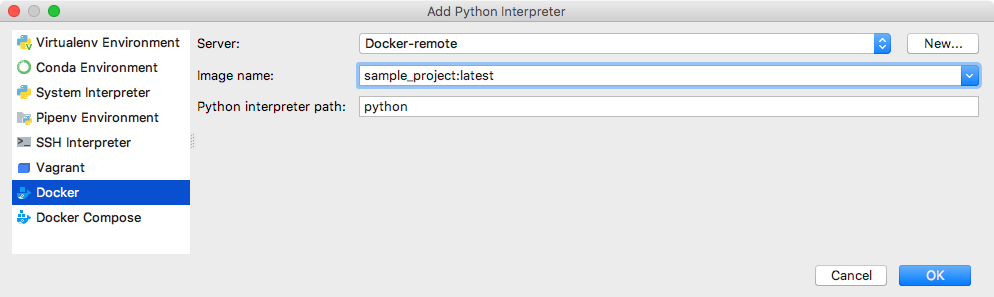 Add Python Interpreter
Virtualenv Environment
Conda Environment
System Interpreter
Pipenv Environment
SSH Interpreter
Vagrant
Docker
Docker Compose
Server: Docker-remote New...
Image name: sample_project:latest
Python interpreter path: python
Cancel OK